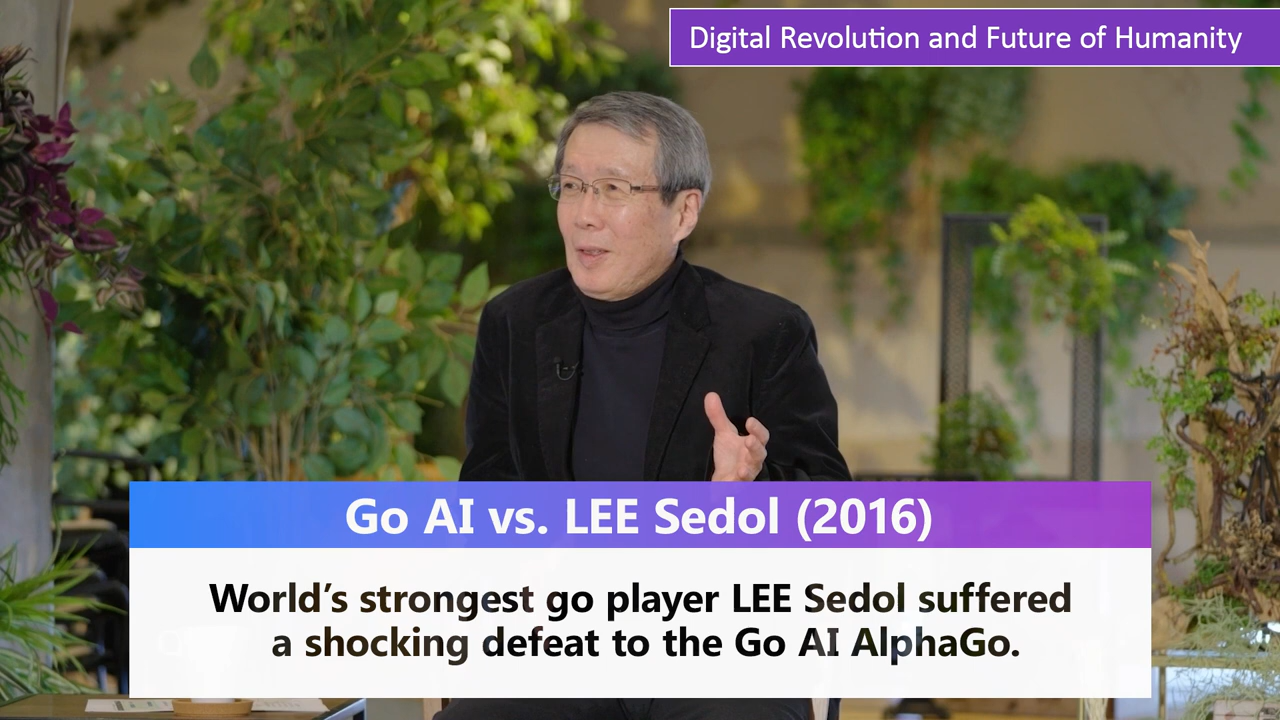 Digital Revolution and Future of Humanity
Go AI vs. LEE Sedol (2016)
World’s strongest go player LEE Sedol suffered
a shocking defeat to the Go AI AlphaGo.